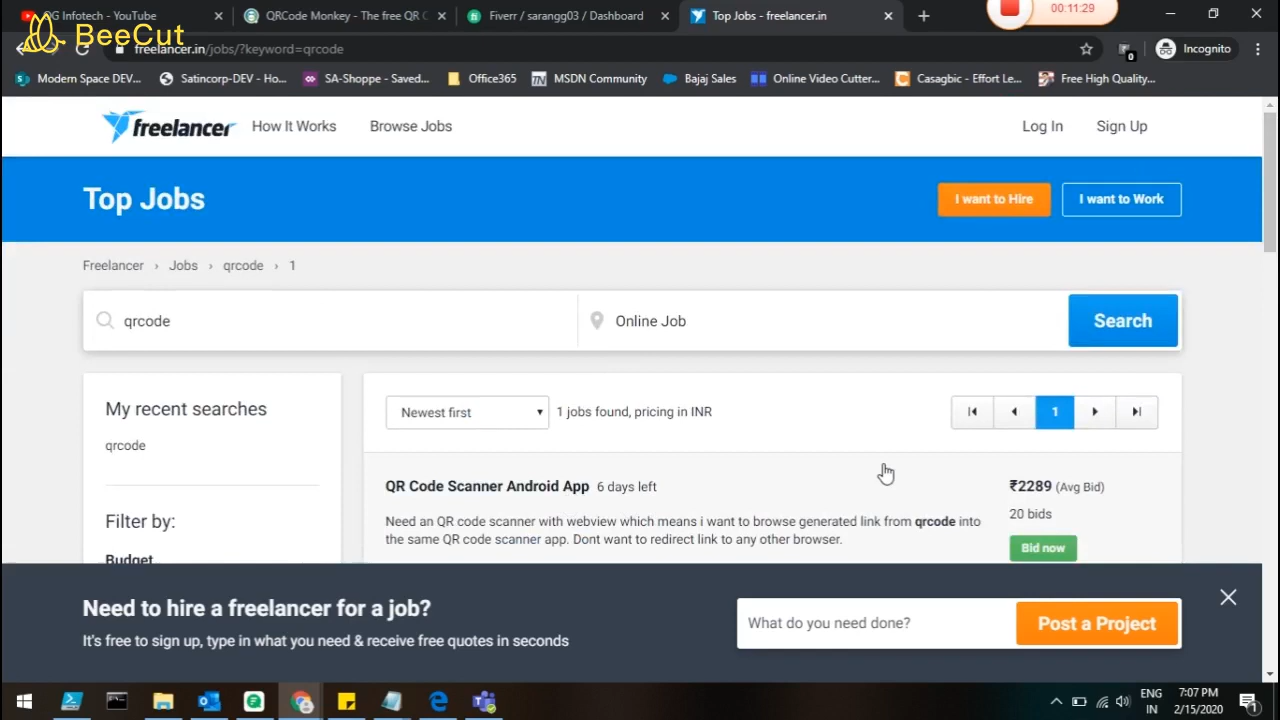 GG Infotech - YouTube
QRCode Monkey - The free QR C
Fiverr / sarangg03 / Dashboard
Top Jobs - freelancer.in
00:11:29
BeeCut
freelancer.in/jobs/?keyword=qrcode
0
Incognito
Modern Space DEV...
Satincorp-DEV - Ho...
SA-Shoppe - Saved...
Office365
MSDN Community
Bajaj Sales
Online Video Cutter...
Casagbic - Effort Le...
Free High Quality...
freelancer
How It Works
Browse Jobs
Log In
Sign Up
Top Jobs
I want to Hire
I want to Work
Freelancer › Jobs › qrcode › 1
qrcode
Online Job
Search
My recent searches
qrcode
Filter by:
Budget
Newest first
1 jobs found, pricing in INR
1
QR Code Scanner Android App 6 days left
₹2289 (Avg Bid)
20 bids
Need an QR code scanner with webview which means i want to browse generated link from qrcode into
the same QR code scanner app. Dont want to redirect link to any other browser.
Bid now
Need to hire a freelancer for a job?
It's free to sign up, type in what you need & receive free quotes in seconds
What do you need done?
Post a Project
ENG
IN
7:07 PM
2/15/2020
1